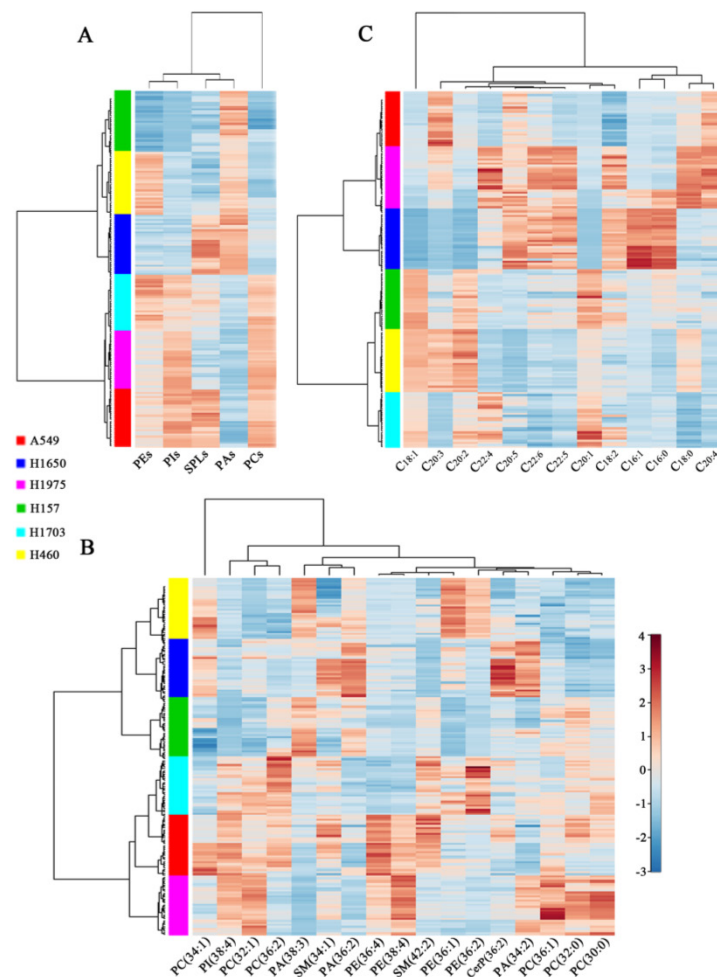 A
C
PEs PIs SPLs PAs PCs
C18:1 C20:3 C20:2 C22:4 C20:5 C22:6 C22:5 C20:1 C18:2 C16:1 C16:0 C18:0 C20:4
A549
H1650
H1975
H157
H1703
H460
B
4
3
2
1
0
-1
-2
-3
PC(34:1) PI(38:4) PC(32:1) PC(36:2) PA(38:3) SM(34:1) PA(36:2) PE(36:4) PE(38:4) SM(42:2) PE(36:1) PE(36:2) CerP(36:2) PA(34:2) PC(36:1) PC(32:0) PC(30:0)